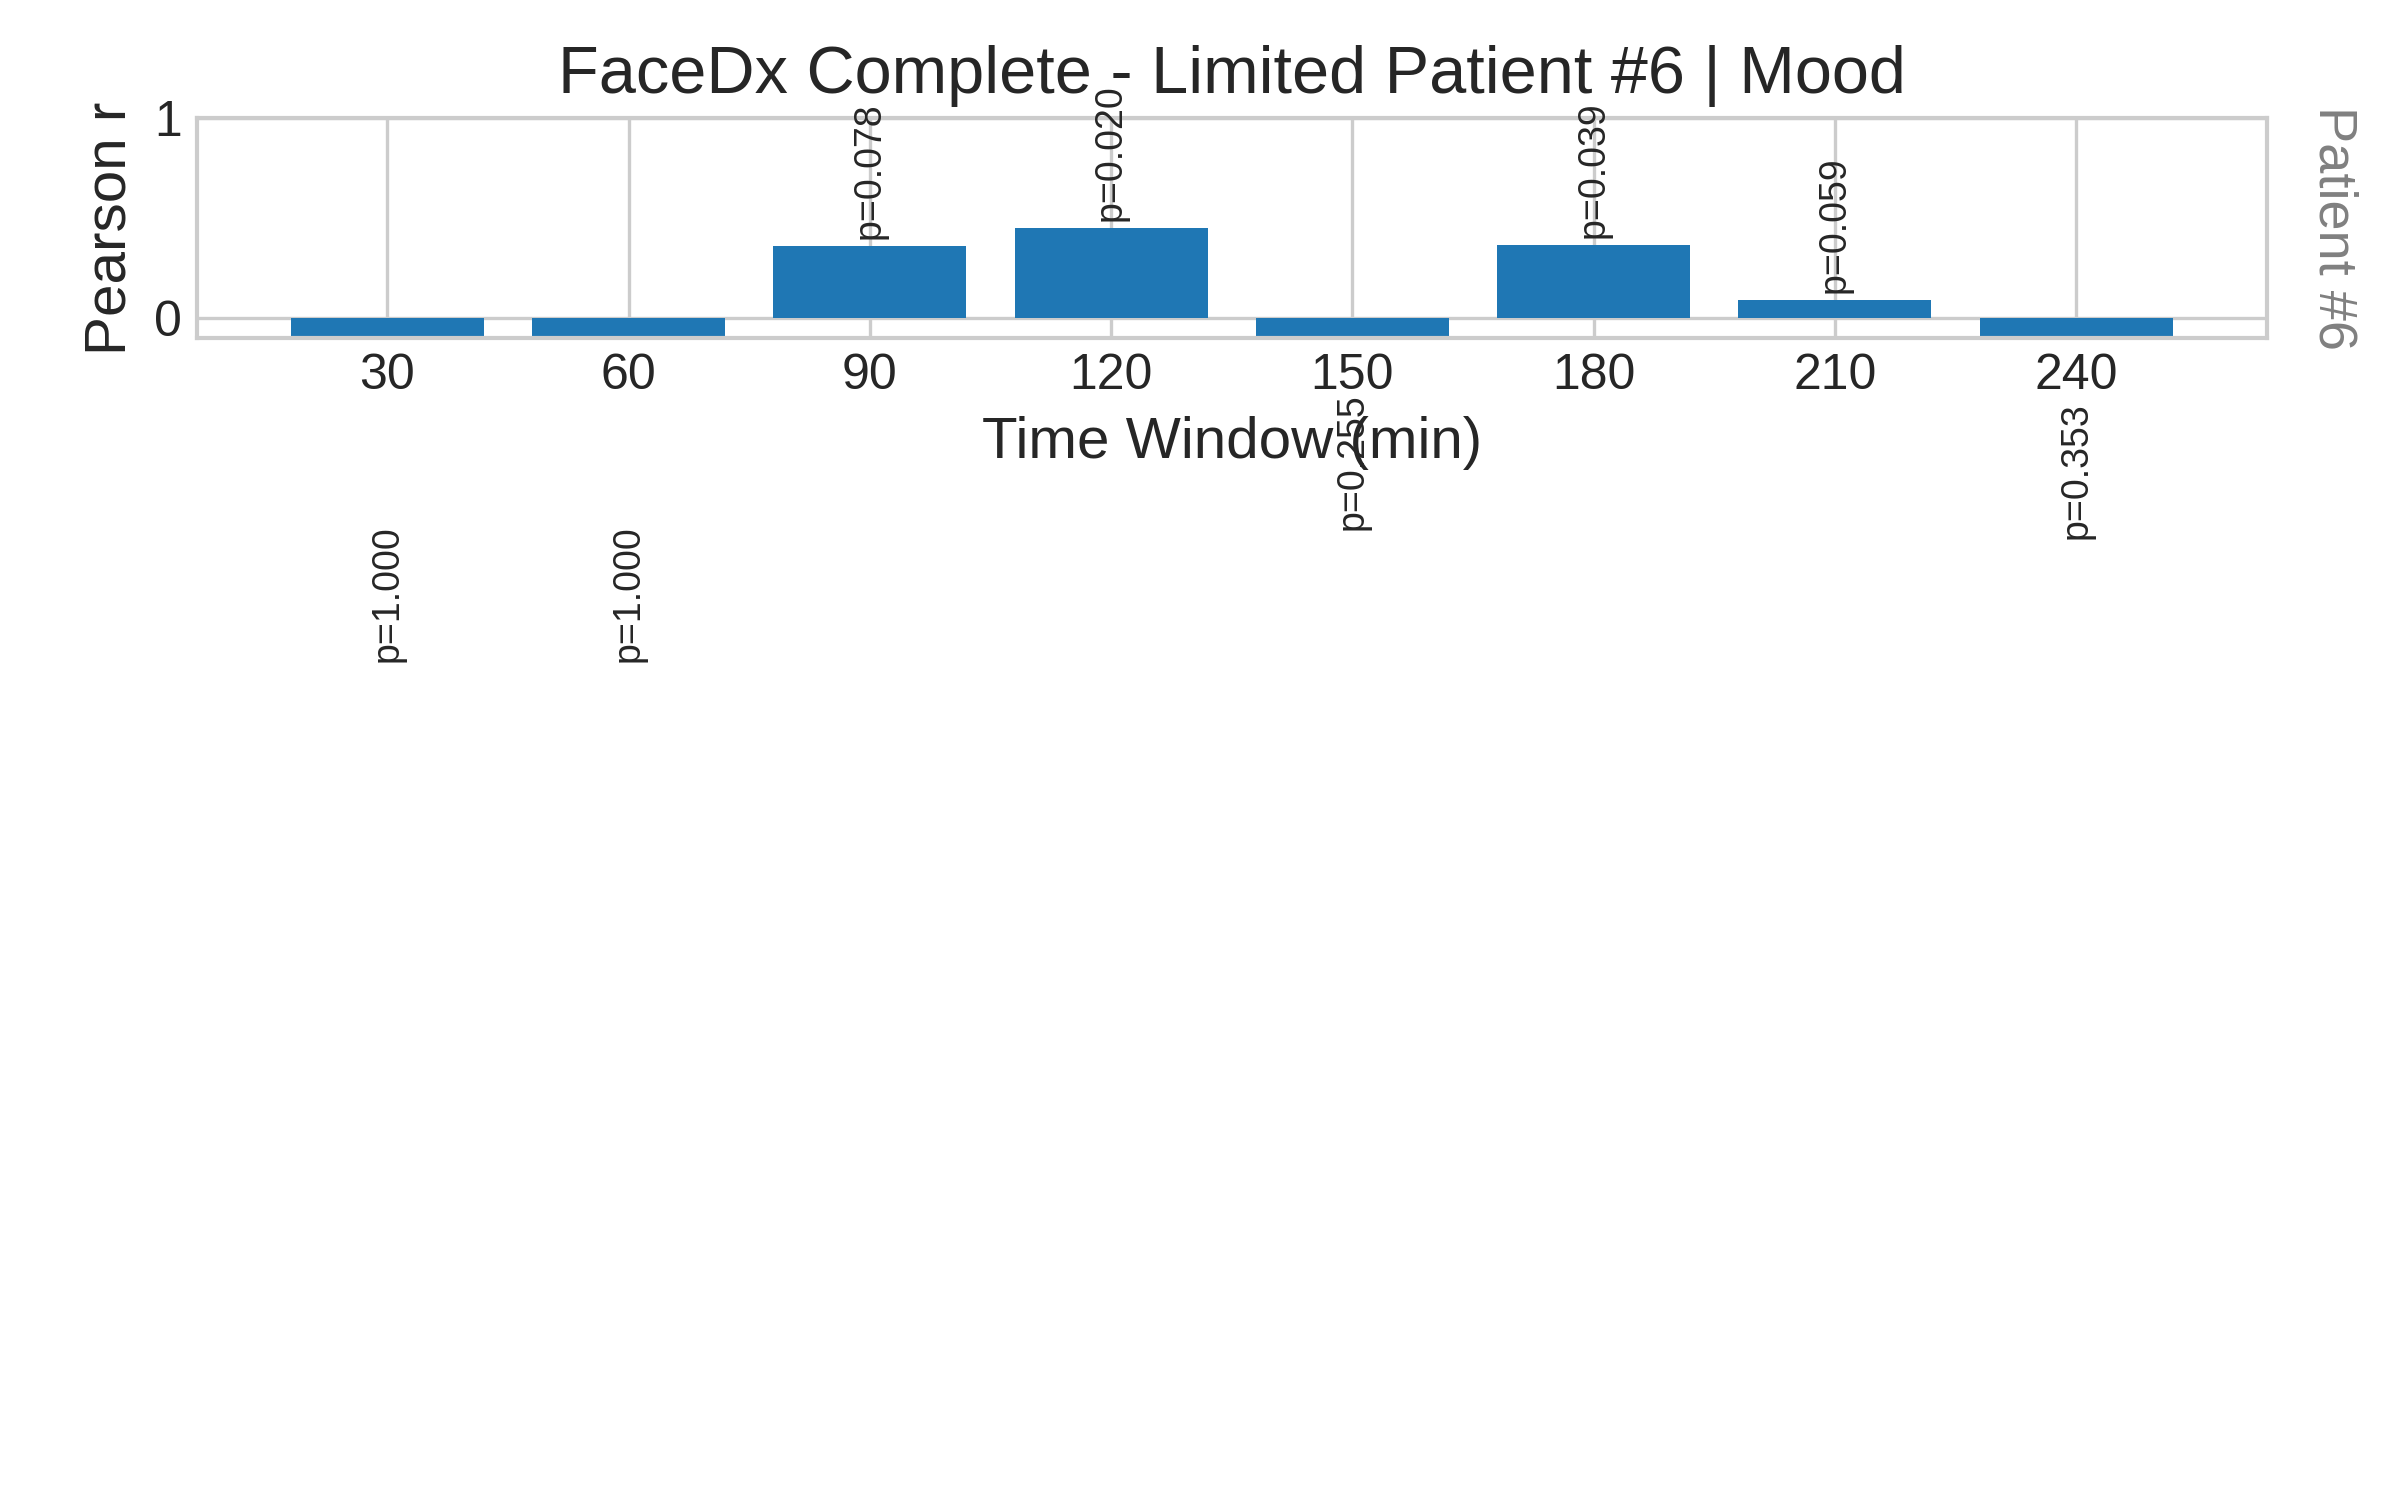 FaceDx Complete - Limited Patient #6 | Mood
Pearson r
1
0
p=0.078
p=0.020
p=0.039
p=0.059
Patient #6
30 60 90 120 150 180 210 240
Time Window (min)
p=0.255
p=0.353
p=1.000
p=1.000